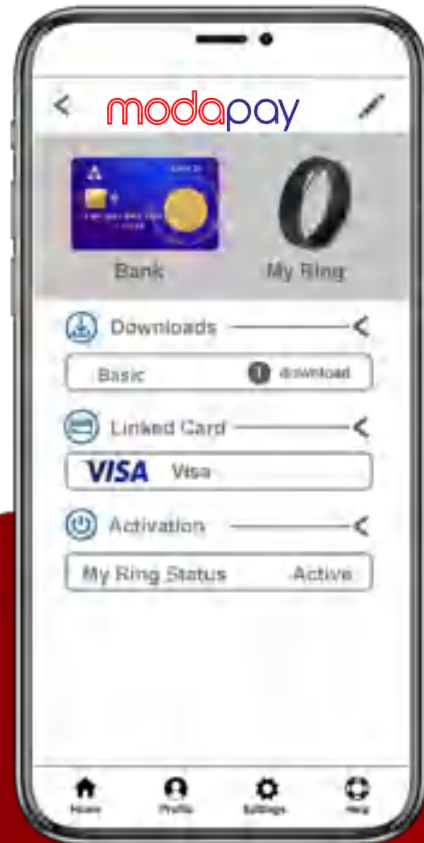 modapay
Bank My Ring
Downloads
Basic 1 download
Linked Card
VISA Visa
Activation
My Ring Status Active
Home Profile Settings Help